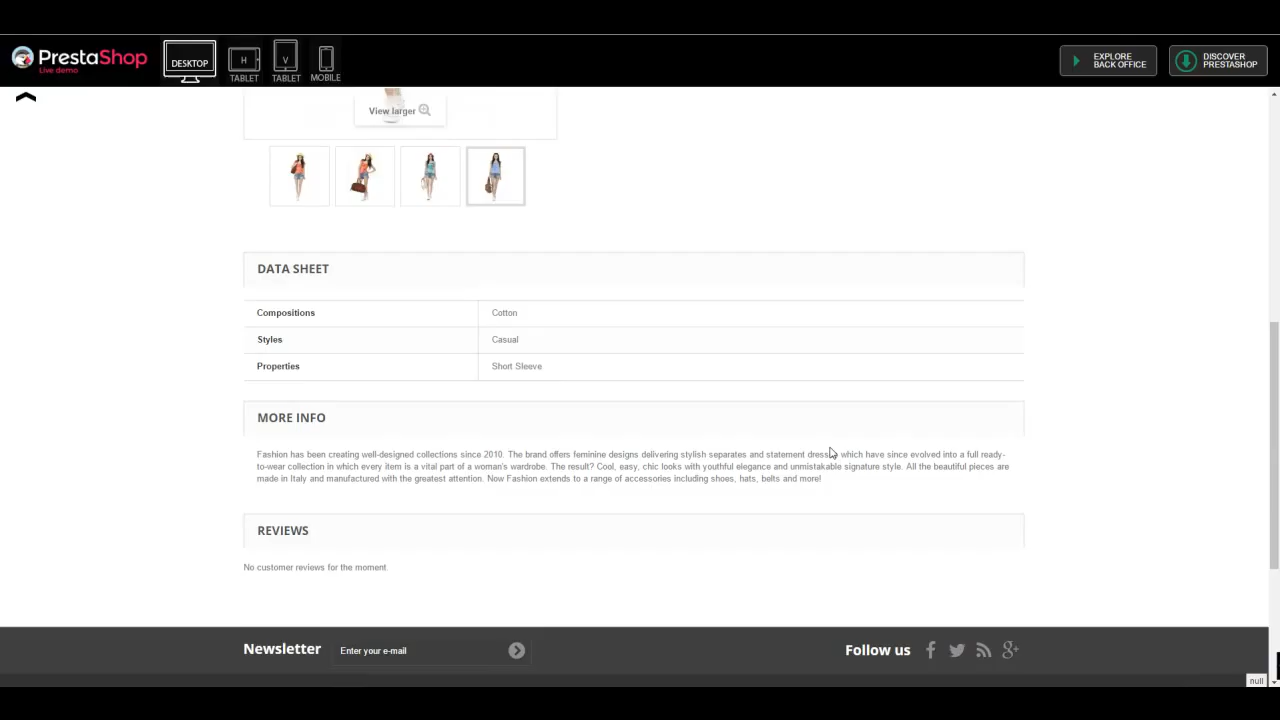 PrestaShop
Live demo
DESKTOP
H
TABLET
V
TABLET
MOBILE
EXPLORE
BACK OFFICE
DISCOVER
PRESTASHOP
View larger
DATA SHEET
Compositions Cotton
Styles Casual
Properties Short Sleeve
MORE INFO
Fashion has been creating well-designed collections since 2010. The brand offers feminine designs delivering stylish separates and statement dresses which have since evolved into a full ready-
to-wear collection in which every item is a vital part of a woman's wardrobe. The result? Cool, easy, chic looks with youthful elegance and unmistakable signature style. All the beautiful pieces are
made in Italy and manufactured with the greatest attention. Now Fashion extends to a range of accessories including shoes, hats, belts and more!
REVIEWS
No customer reviews for the moment.
Newsletter
Enter your e-mail
Follow us
null